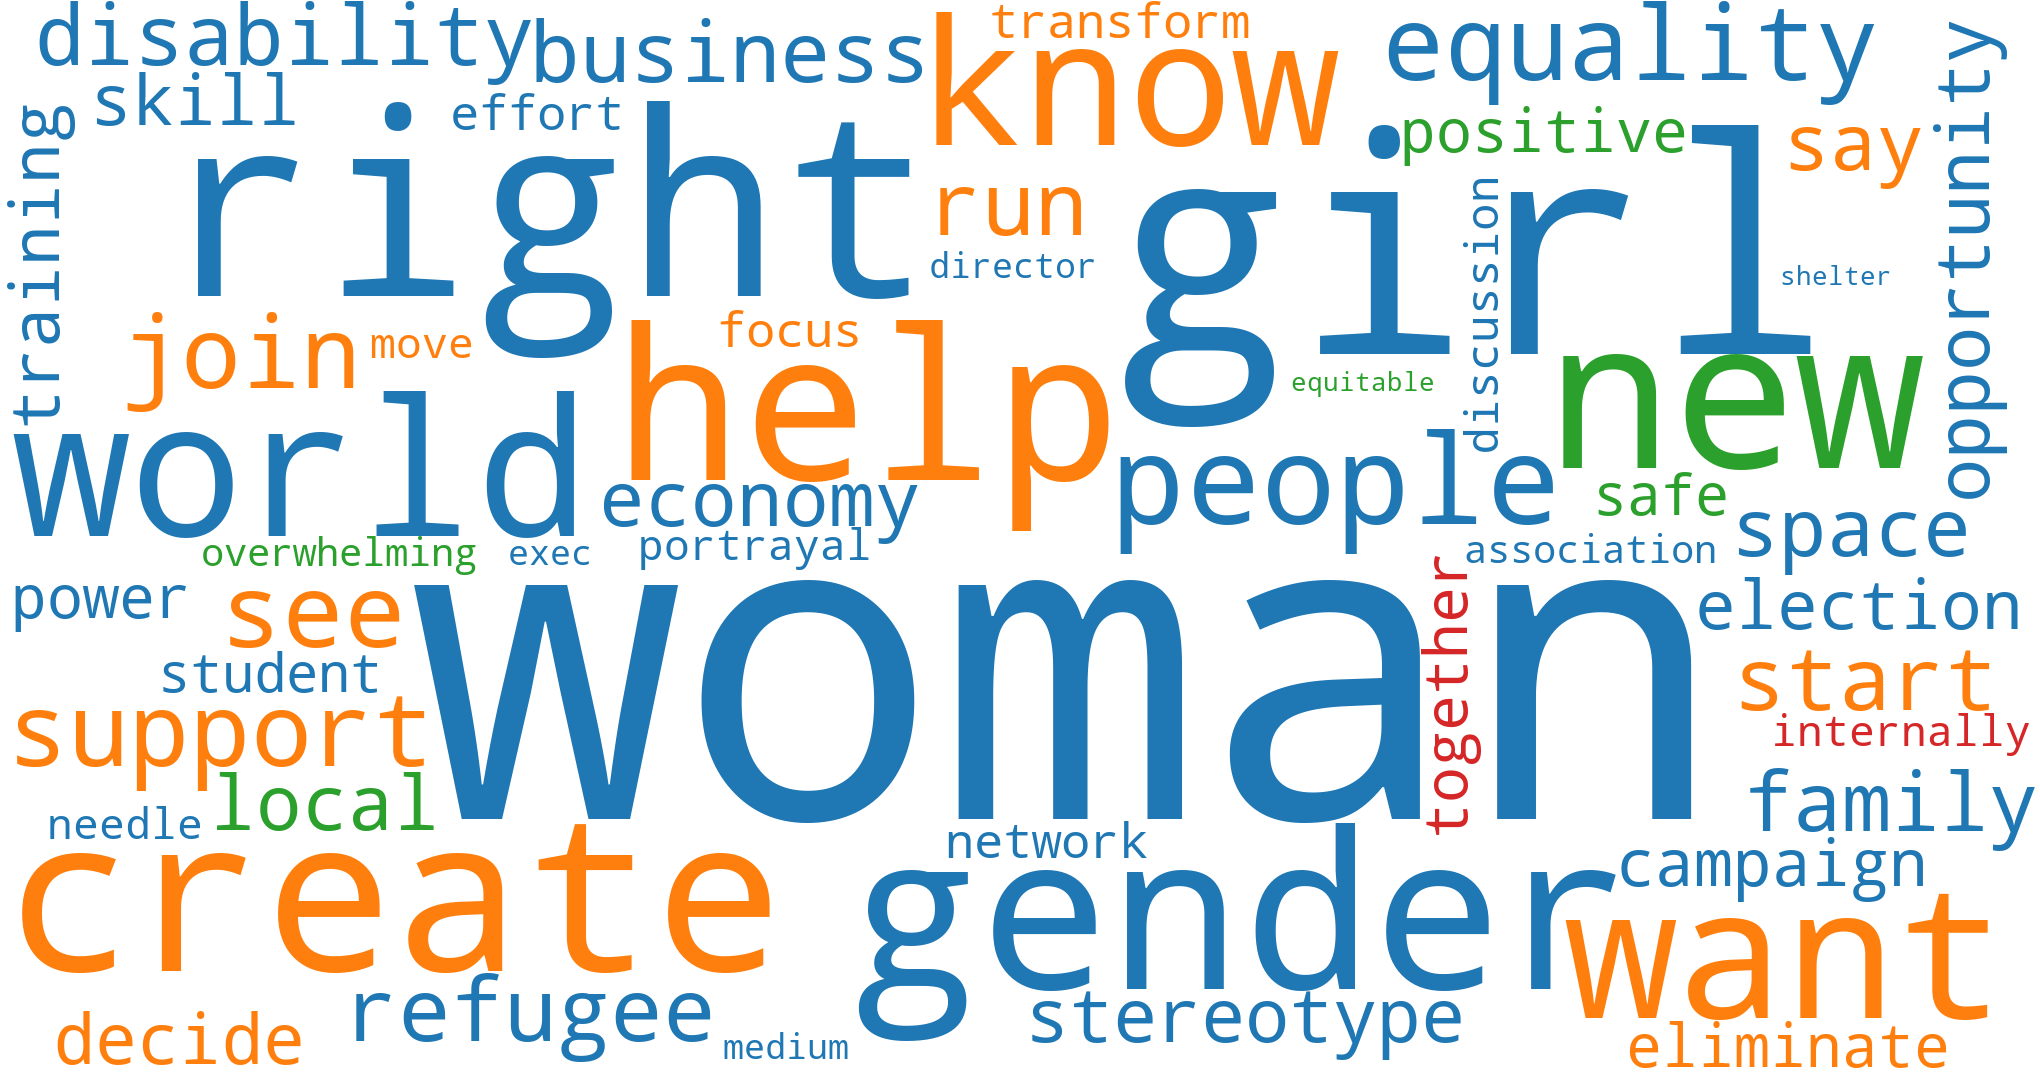 disability
business
transform
know
equality
opportunity
skill
effort
training
right
girl
positive
say
run
director
discussion
shelter
join
move
focus
help
equitable
new
world
economy
people
safe
space
overwhelming
exec
portrayal
association
power
see
woman
together
election
student
start
support
internally
local
family
needle
create
network
gender
campaign
want
decide
refugee
medium
stereotype
eliminate